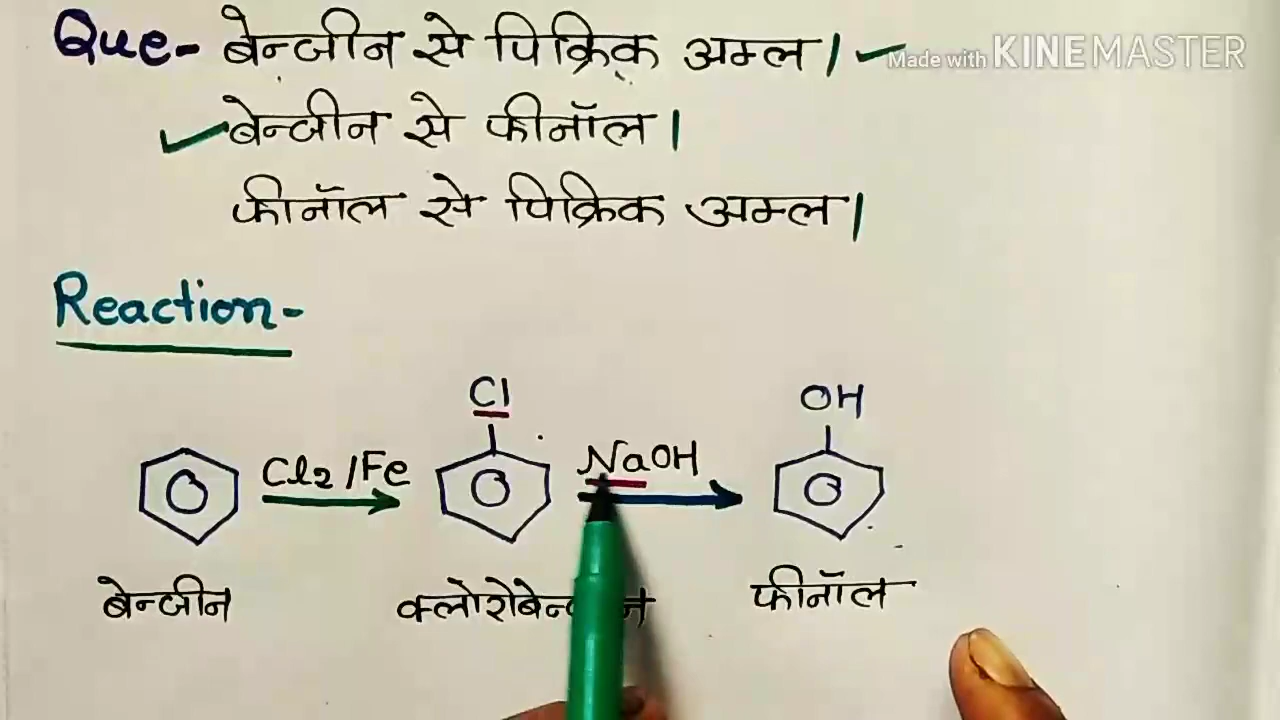 Que- बेन्जीन से पिक्रिक अम्ल। Made with KINEMASTER
बेन्जीन से फीनॉल।
फीनॉल से पिक्रिक अम्ल।
Reaction-
Cl OH
Cl2/Fe NaOH
बेन्जीन फीनॉल